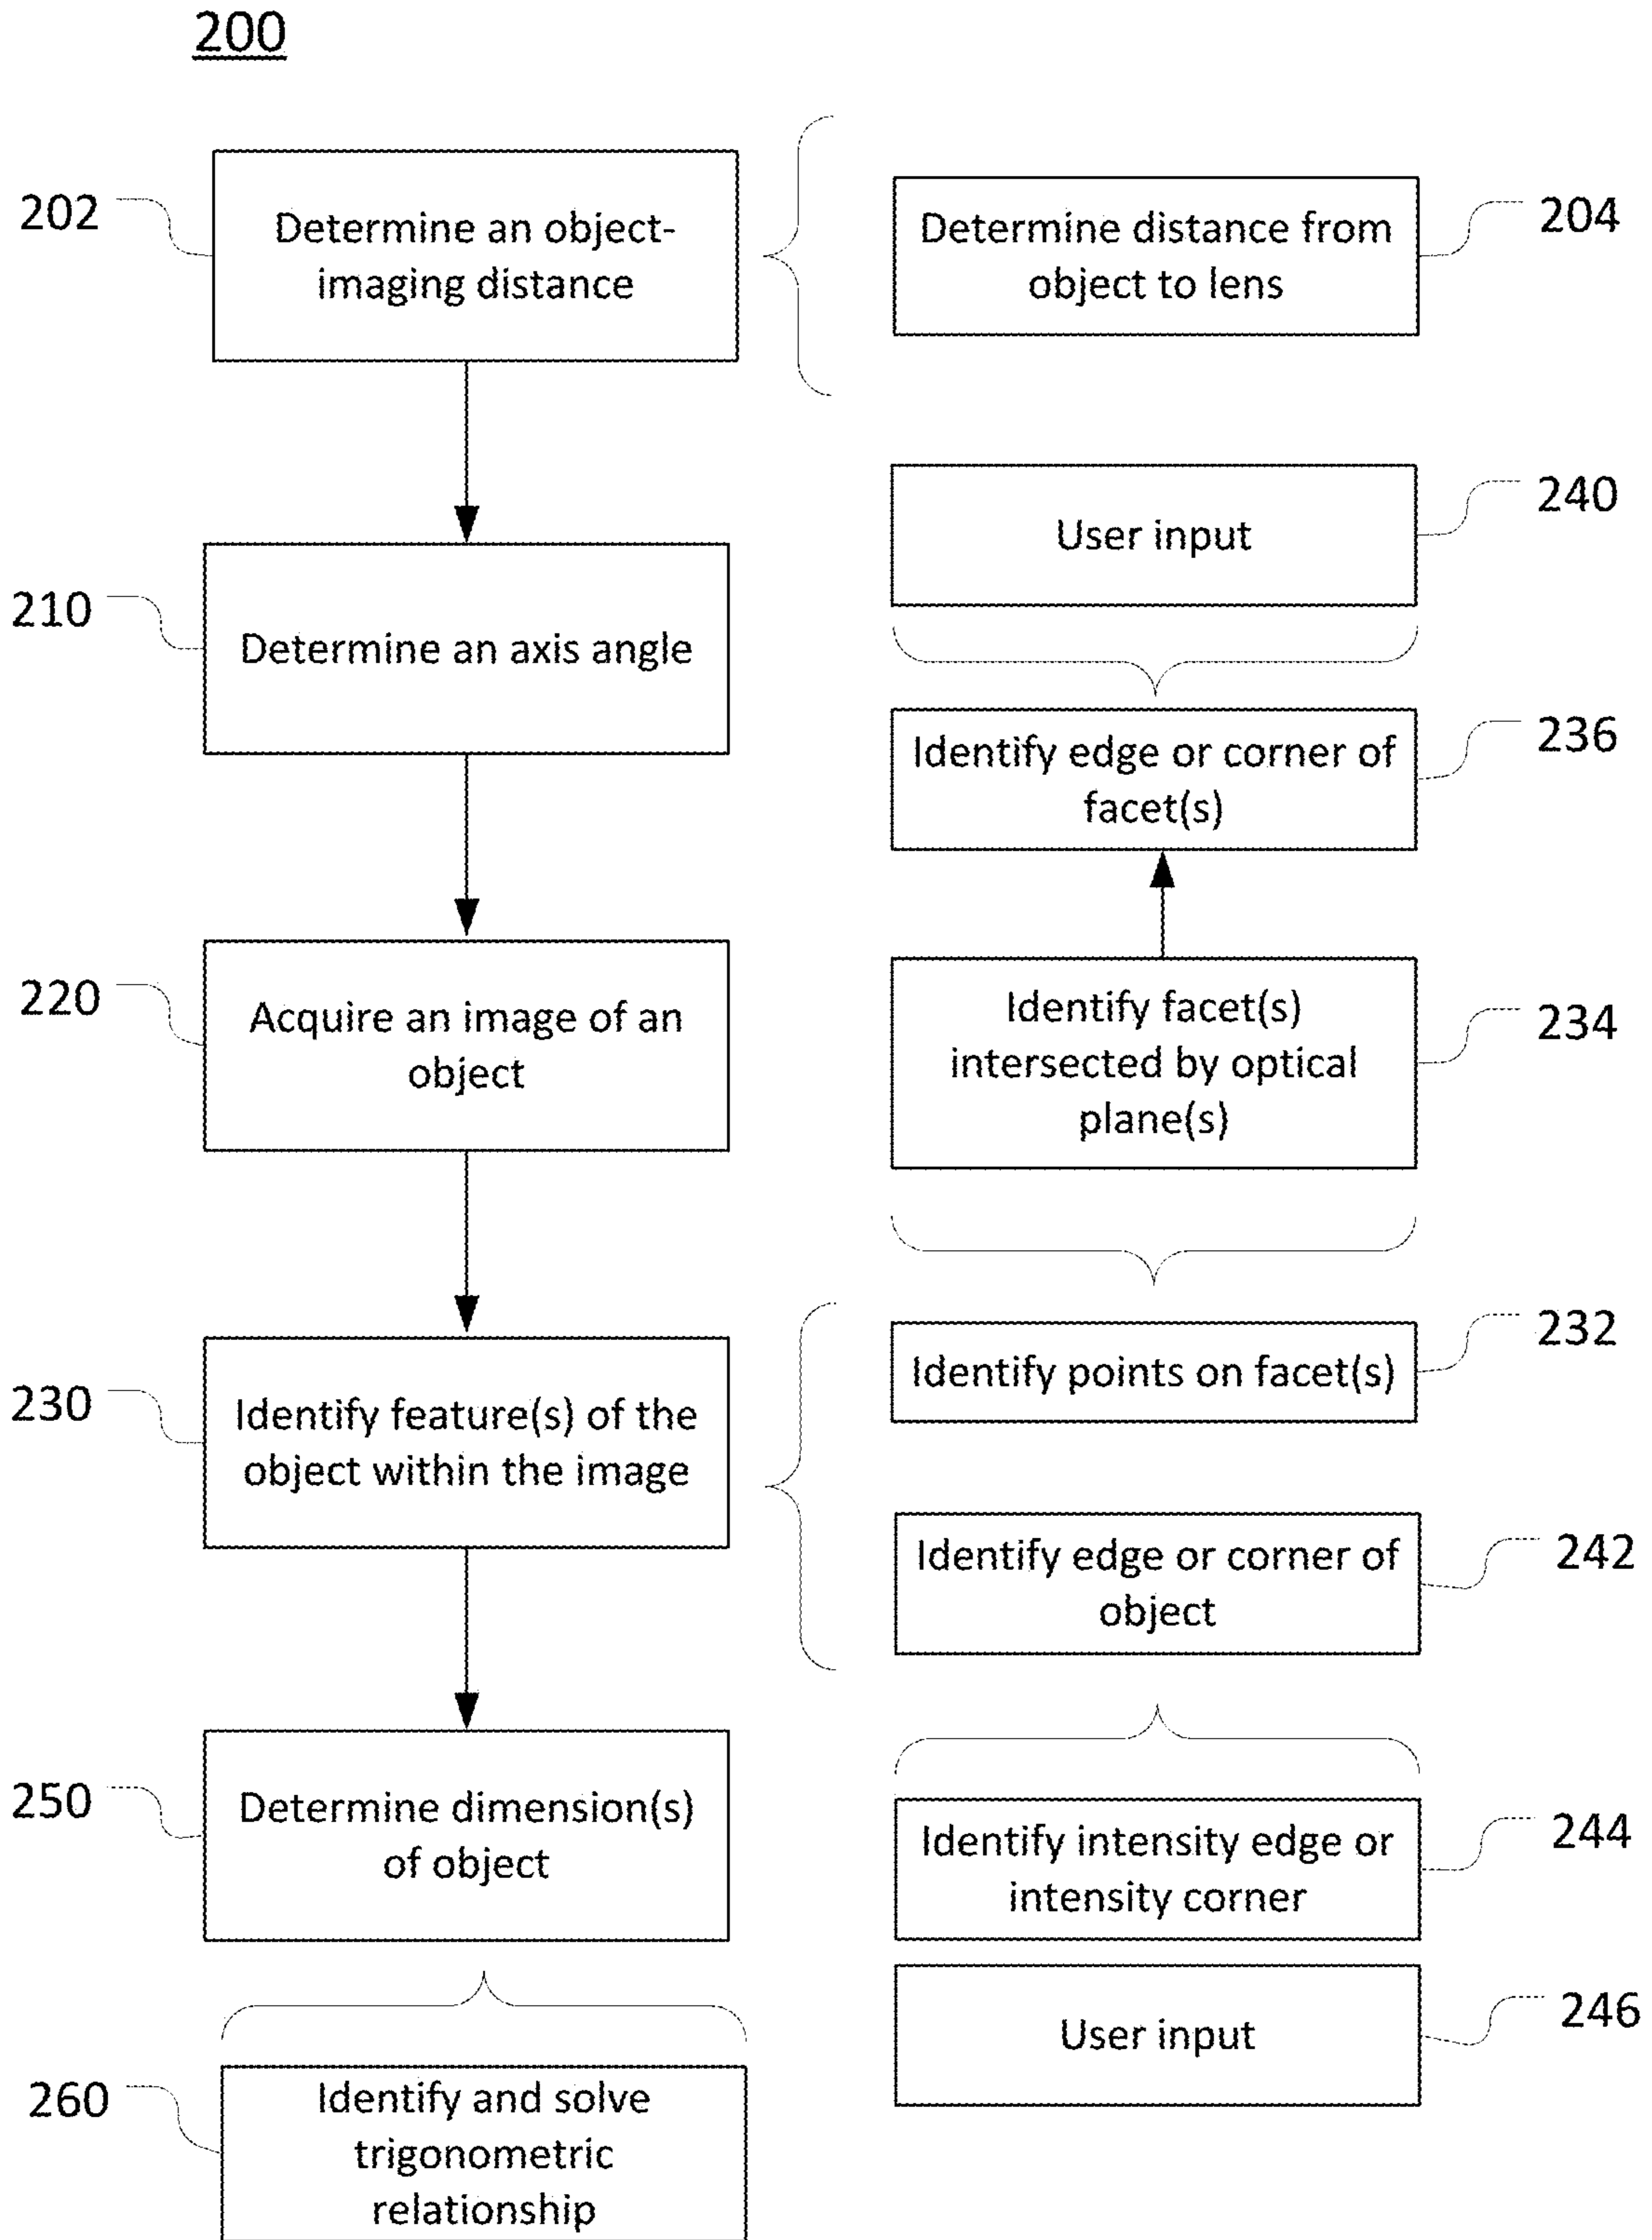 200
202
Determine an object-
imaging distance
Determine distance from
object to lens
204
User input
240
210
Determine an axis angle
Identify edge or corner of
facet(s)
236
220
Acquire an image of an
object
Identify facet(s)
intersected by optical
plane(s)
234
230
Identify feature(s) of the
object within the image
Identify points on facet(s)
232
Identify edge or corner of
object
242
250
Determine dimension(s)
of object
Identify intensity edge or
intensity corner
244
User input
246
260
Identify and solve
trigonometric
relationship